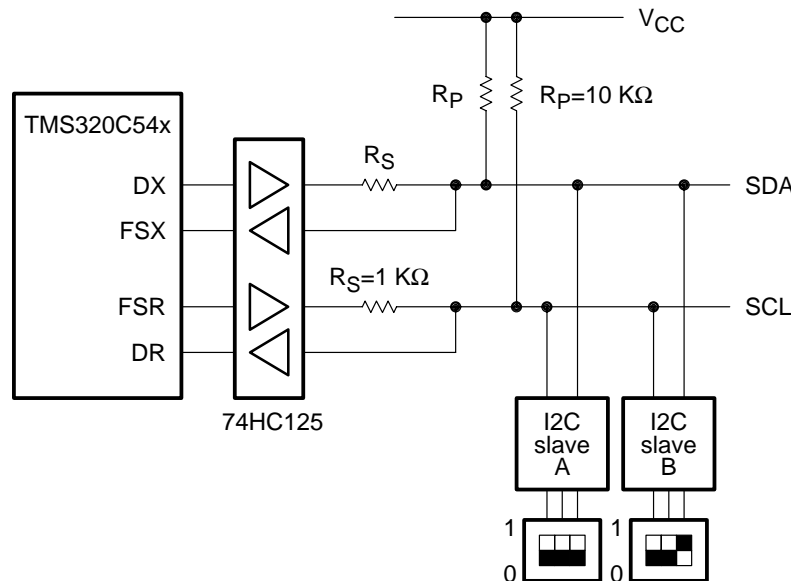 VCC
RP
RP=10 KΩ
TMS320C54x
RS
DX
SDA
FSX
RS=1 KΩ
FSR
SCL
DR
74HC125
I2C
slave
A
I2C
slave
B
1
0
1
0